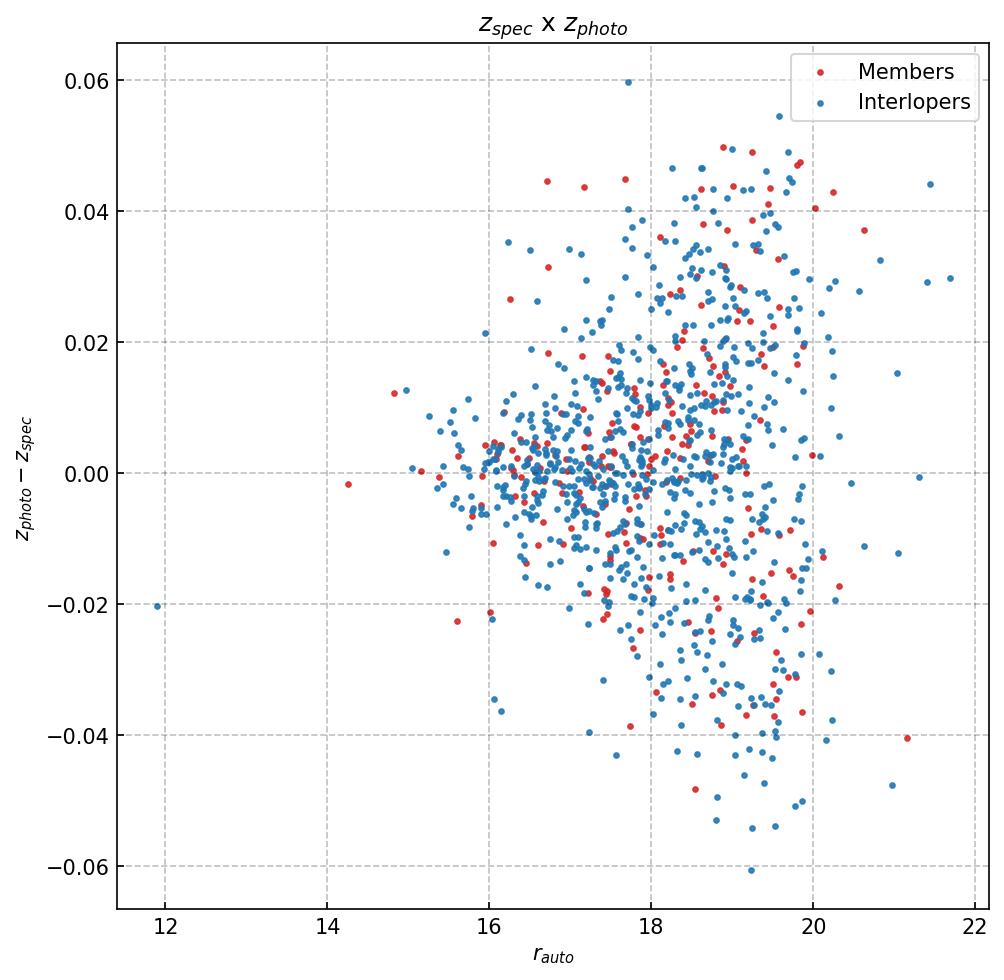 z_spec x z_photo
Members
Interlopers
0.06
0.04
0.02
0.00
−0.02
−0.04
−0.06
z_photo − z_spec
12 14 16 18 20 22
r_auto